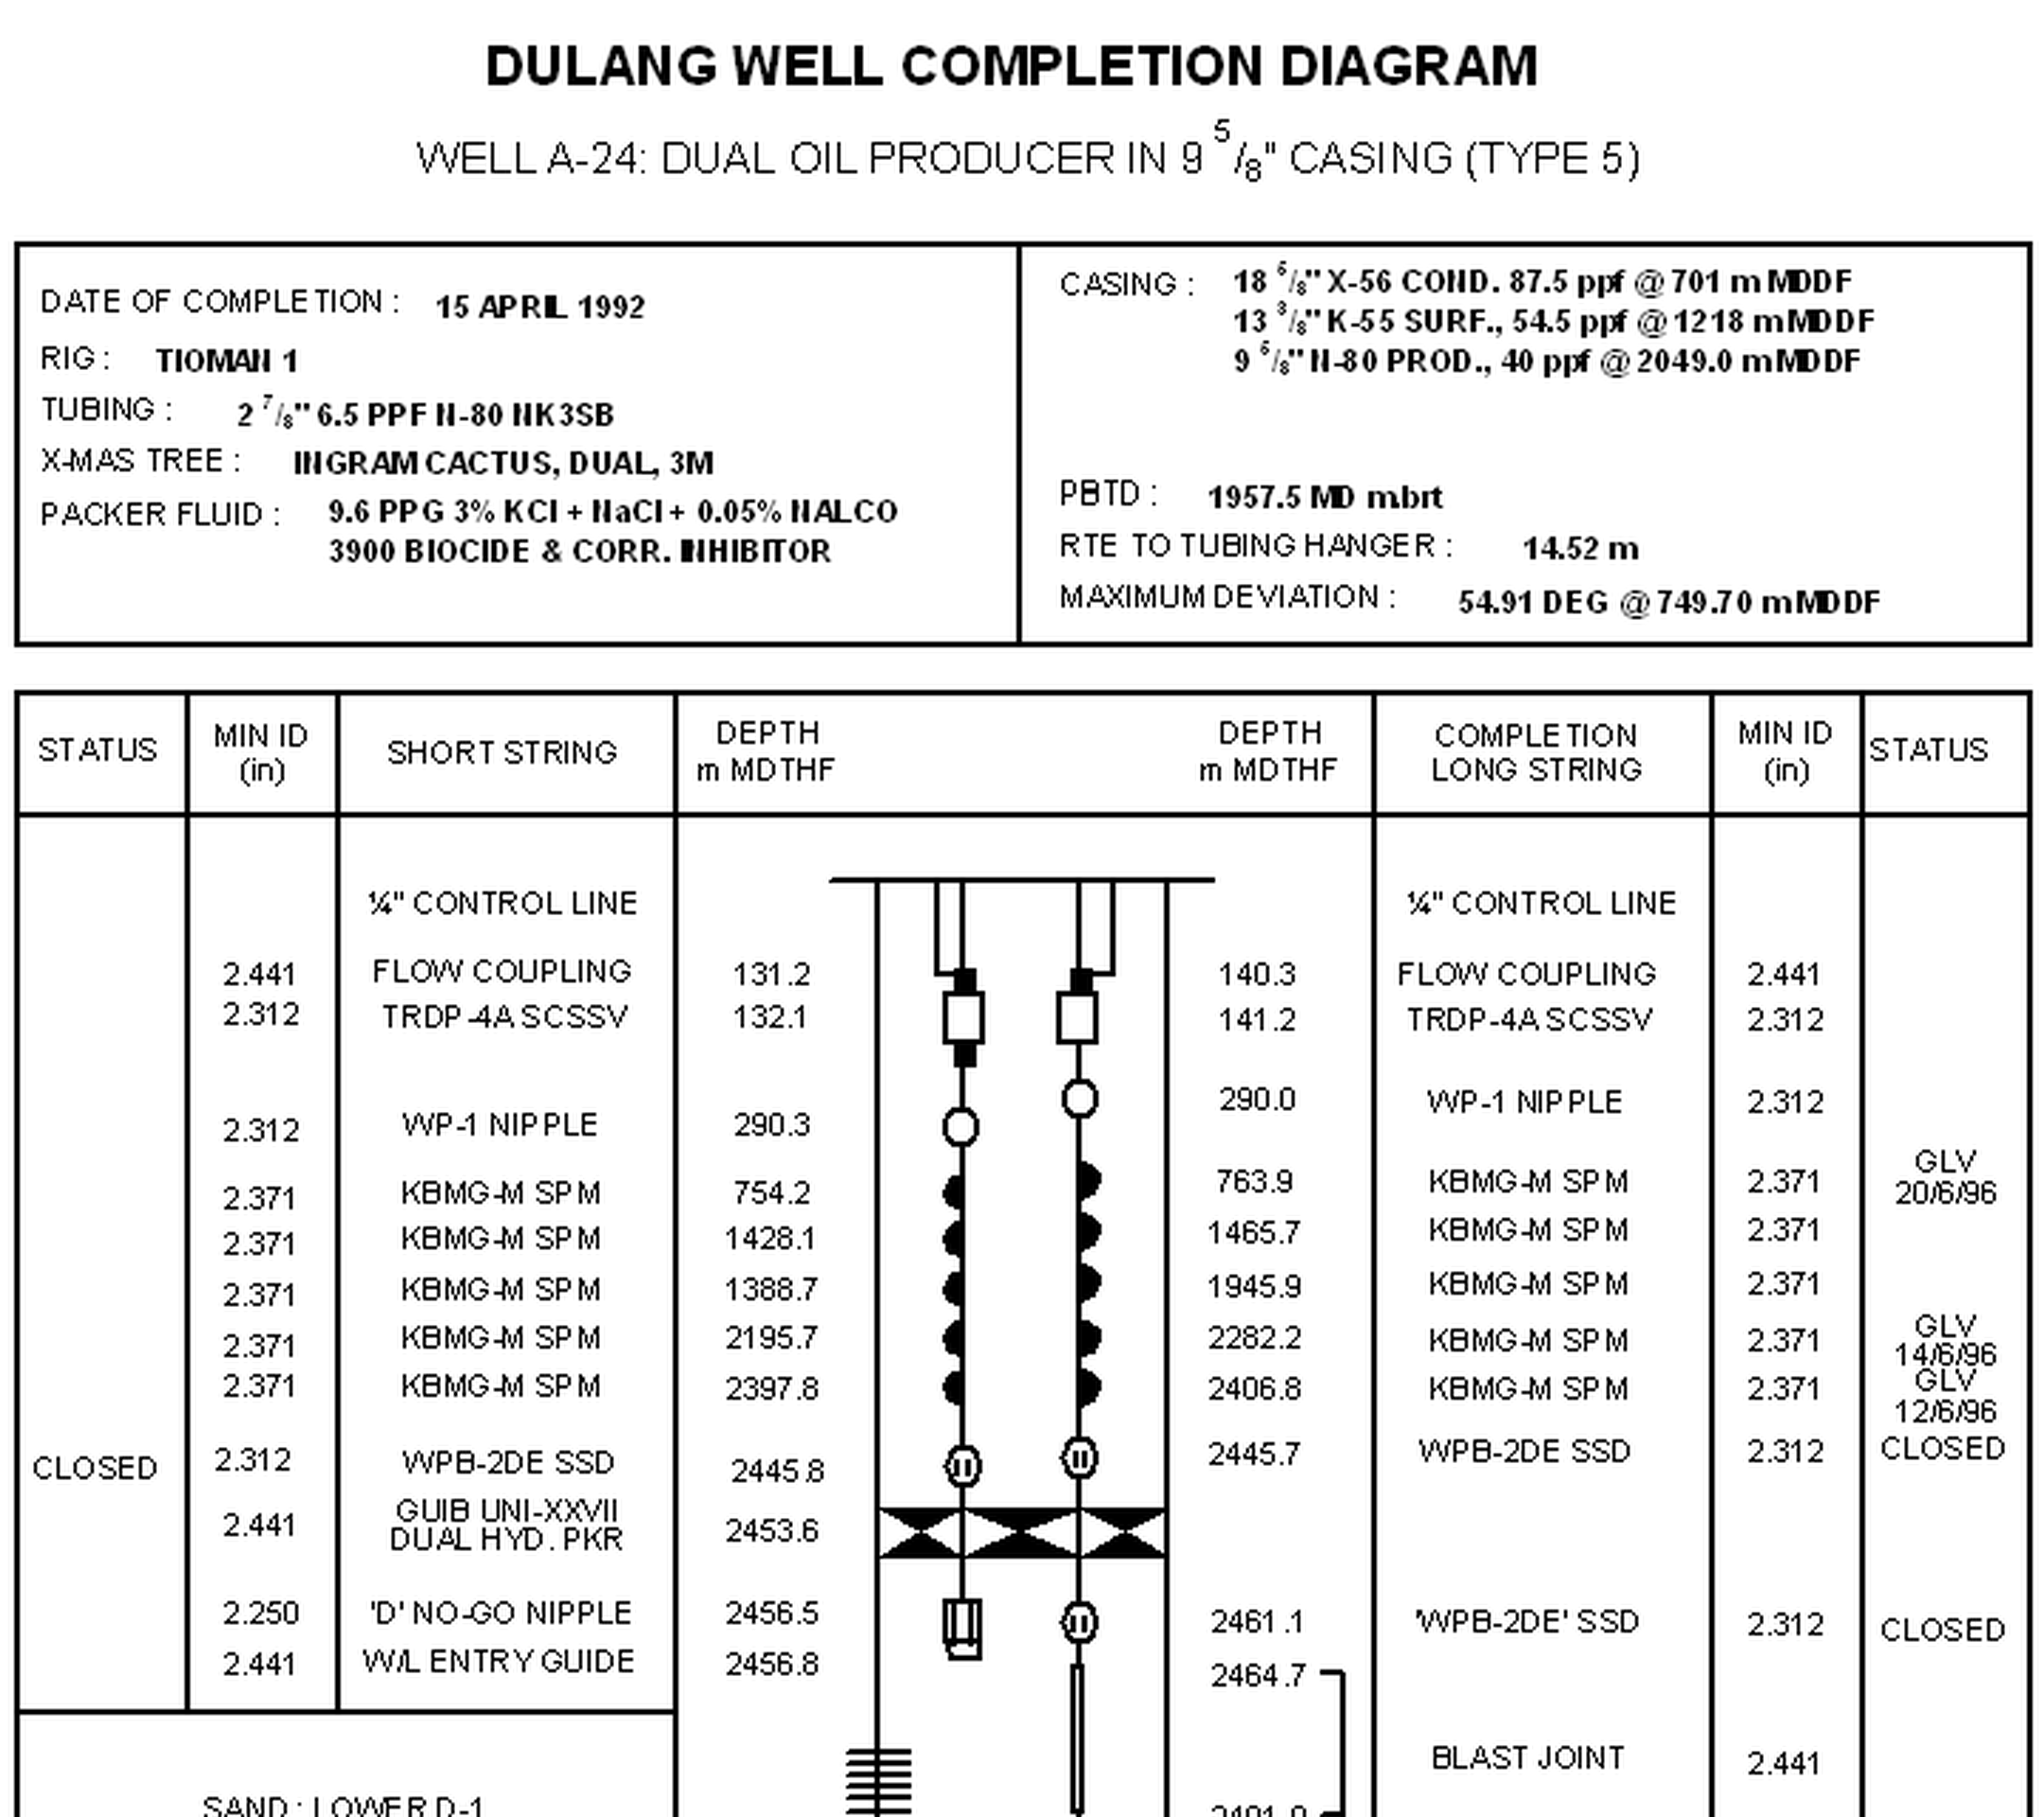 DULANG WELL COMPLETION DIAGRAM
WELL A-24: DUAL OIL PRODUCER IN 9 5/8" CASING (TYPE 5)
DATE OF COMPLETION : 15 APRIL 1992
RIG : TIOMAN 1
TUBING : 2 7/8" 6.5 PPF N-80 NK3SB
X-MAS TREE : INGRAM CACTUS, DUAL, 3M
PACKER FLUID : 9.6 PPG 3% KCl + NaCl + 0.05% NALCO
3900 BIOCIDE & CORR. INHIBITOR
CASING : 18 5/8" X-56 COND. 87.5 ppf @ 701 m MDDF
13 3/8" K-55 SURF., 54.5 ppf @ 1218 m MDDF
9 5/8" N-80 PROD., 40 ppf @ 2049.0 m MDDF
PBTD : 1957.5 MD m.brt
RTE TO TUBING HANGER : 14.52 m
MAXIMUM DEVIATION : 54.91 DEG @ 749.70 m MDDF
STATUS MIN ID (in) SHORT STRING DEPTH m MDTHF DEPTH m MDTHF COMPLETION LONG STRING MIN ID (in) STATUS
¼" CONTROL LINE ¼" CONTROL LINE
2.441 FLOW COUPLING 131.2 140.3 FLOW COUPLING 2.441
2.312 TRDP-4A SCSSV 132.1 141.2 TRDP-4A SCSSV 2.312
2.312 WP-1 NIPPLE 290.3 290.0 WP-1 NIPPLE 2.312
2.371 KBMG-M SPM 754.2 763.9 KBMG-M SPM 2.371 GLV 20/6/96
2.371 KBMG-M SPM 1428.1 1465.7 KBMG-M SPM 2.371
2.371 KBMG-M SPM 1388.7 1945.9 KBMG-M SPM 2.371
2.371 KBMG-M SPM 2195.7 2282.2 KBMG-M SPM 2.371 GLV 14/6/96
2.371 KBMG-M SPM 2397.8 2406.8 KBMG-M SPM 2.371 GLV 12/6/96
CLOSED 2.312 WPB-2DE SSD 2445.8 2445.7 WPB-2DE SSD 2.312 CLOSED
2.441 GUIB UNI-XXVII DUAL HYD. PKR 2453.6
2.250 'D' NO-GO NIPPLE 2456.5 2461.1 'WPB-2DE' SSD 2.312 CLOSED
2.441 W/L ENTRY GUIDE 2456.8 2464.7
BLAST JOINT 2.441
SAND : LOWER D-1